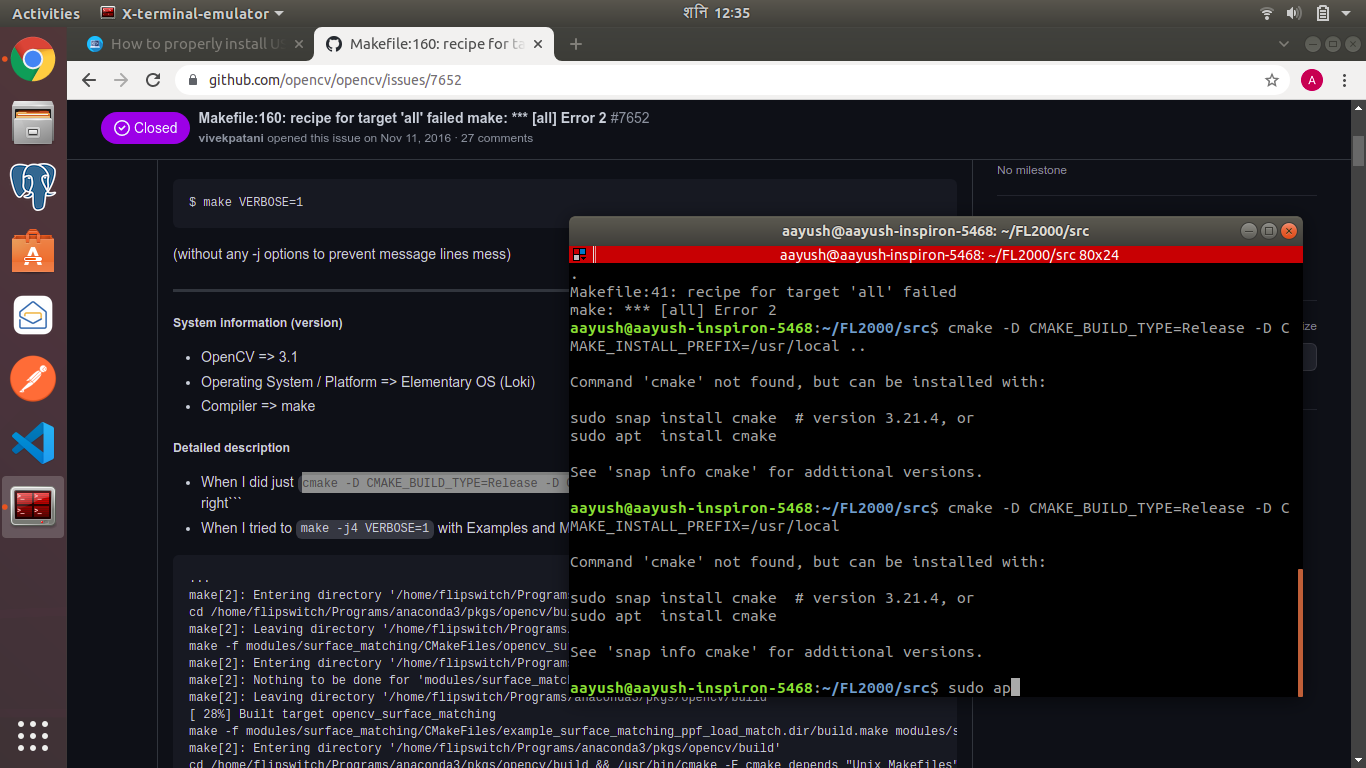 Activities
X-terminal-emulator
शनि 12:35
How to properly install
Makefile:160: recipe for ta
github.com/opencv/opencv/issues/7652
A
Closed
Makefile:160: recipe for target 'all' failed make: *** [all] Error 2 #7652
vivekpatani opened this issue on Nov 11, 2016 · 27 comments
No milestone
$ make VERBOSE=1
(without any -j options to prevent message lines mess)
System information (version)
• OpenCV => 3.1
• Operating System / Platform => Elementary OS (Loki)
• Compiler => make
Detailed description
• When I did just cmake -D CMAKE_BUILD_TYPE=Release -D
right```
• When I tried to make -j4 VERBOSE=1 with Examples and
...
make[2]: Entering directory '/home/flipswitch/Programs
cd /home/flipswitch/Programs/anaconda3/pkgs/opencv/bui
make[2]: Leaving directory '/home/flipswitch/Programs/
make -f modules/surface_matching/CMakeFiles/opencv_su
make[2]: Entering directory '/home/flipswitch/Programs
make[2]: Nothing to be done for 'modules/surface_matc
make[2]: Leaving directory '/home/flipswitch/Programs/anaconda3/pkgs/opencv/build'
[ 28%] Built target opencv_surface_matching
make -f modules/surface_matching/CMakeFiles/example_surface_matching_ppf_load_match.dir/build.make modules/s
make[2]: Entering directory '/home/flipswitch/Programs/anaconda3/pkgs/opencv/build'
cd /home/flipswitch/Programs/anaconda3/pkgs/opencv/build && /usr/bin/cmake -E cmake_depends "Unix Makefiles"
aayush@aayush-inspiron-5468: ~/FL2000/src
aayush@aayush-inspiron-5468: ~/FL2000/src 80x24
.
Makefile:41: recipe for target 'all' failed
make: *** [all] Error 2
aayush@aayush-inspiron-5468:~/FL2000/src$ cmake -D CMAKE_BUILD_TYPE=Release -D C
MAKE_INSTALL_PREFIX=/usr/local ..
Command 'cmake' not found, but can be installed with:
sudo snap install cmake  # version 3.21.4, or
sudo apt  install cmake
See 'snap info cmake' for additional versions.
aayush@aayush-inspiron-5468:~/FL2000/src$ cmake -D CMAKE_BUILD_TYPE=Release -D C
MAKE_INSTALL_PREFIX=/usr/local
Command 'cmake' not found, but can be installed with:
sudo snap install cmake  # version 3.21.4, or
sudo apt  install cmake
See 'snap info cmake' for additional versions.
aayush@aayush-inspiron-5468:~/FL2000/src$ sudo ap